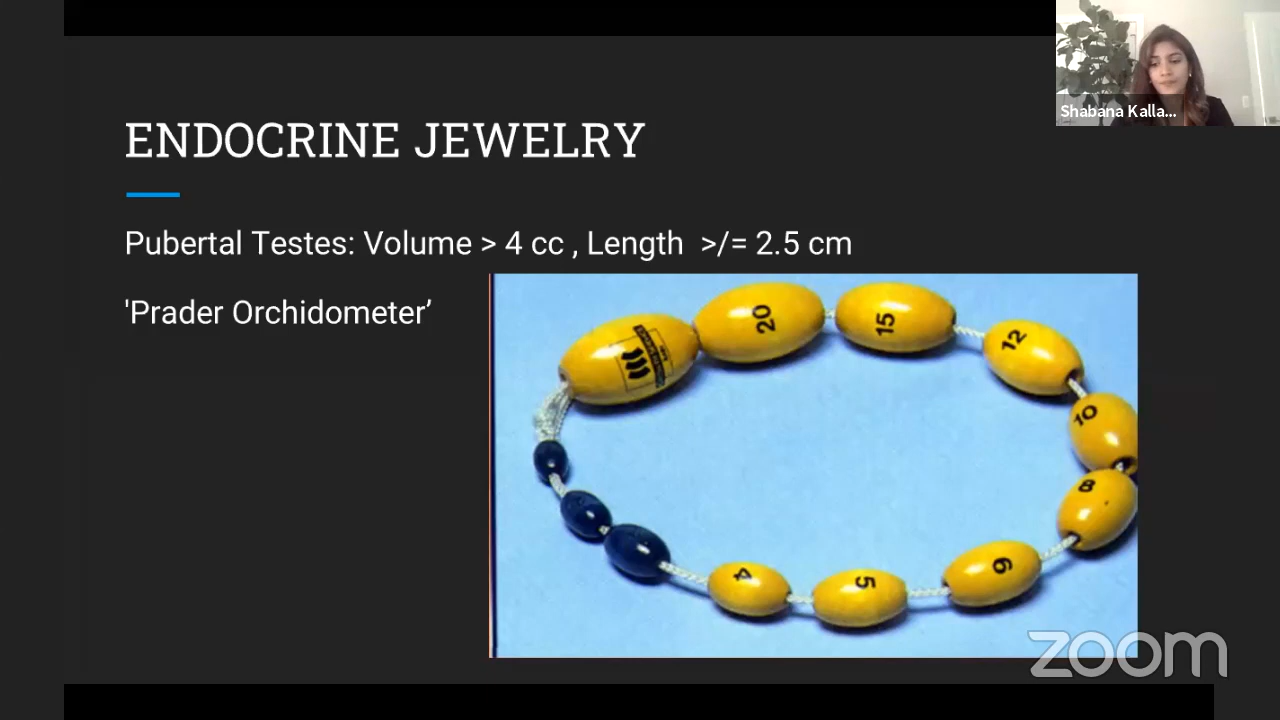 ENDOCRINE JEWELRY
Shabana Kalla...
Pubertal Testes: Volume > 4 cc , Length >/= 2.5 cm
'Prader Orchidometer’
20
15
12
10
8
6
5
4
zoom